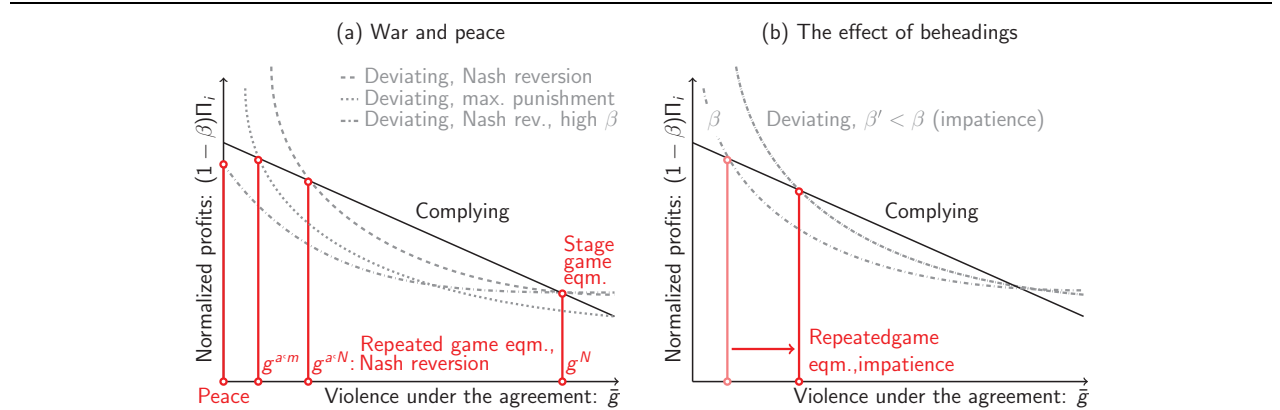 (a) War and peace
Normalized profits: (1 − β)Πi
Deviating, Nash reversion
Deviating, max. punishment
Deviating, Nash rev., high β
Complying
Stage
game
eqm.
Repeated game eqm.,
g^{a,m} g^{a,N}: Nash reversion g^N
Peace
Violence under the agreement: ḡ
(b) The effect of beheadings
Normalized profits: (1 − β)Πi
β Deviating, β′ < β (impatience)
Complying
Repeatedgame
eqm.,impatience
Violence under the agreement: ḡ